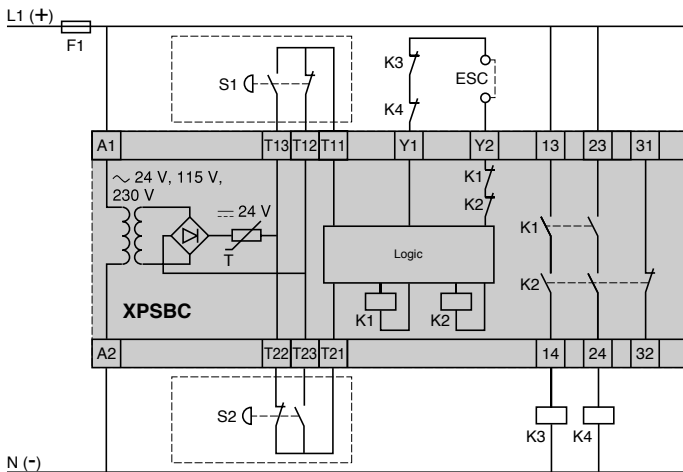 L1 (+)
F1
S1
K3
K4
ESC
A1
T13
T12
T11
Y1
Y2
13
23
31
~ 24 V, 115 V,
230 V
⎓ 24 V
T
K1
K2
Logic
K1
K2
K1
K2
XPSBC
A2
T22
T23
T21
14
24
32
S2
K3
K4
N (-)